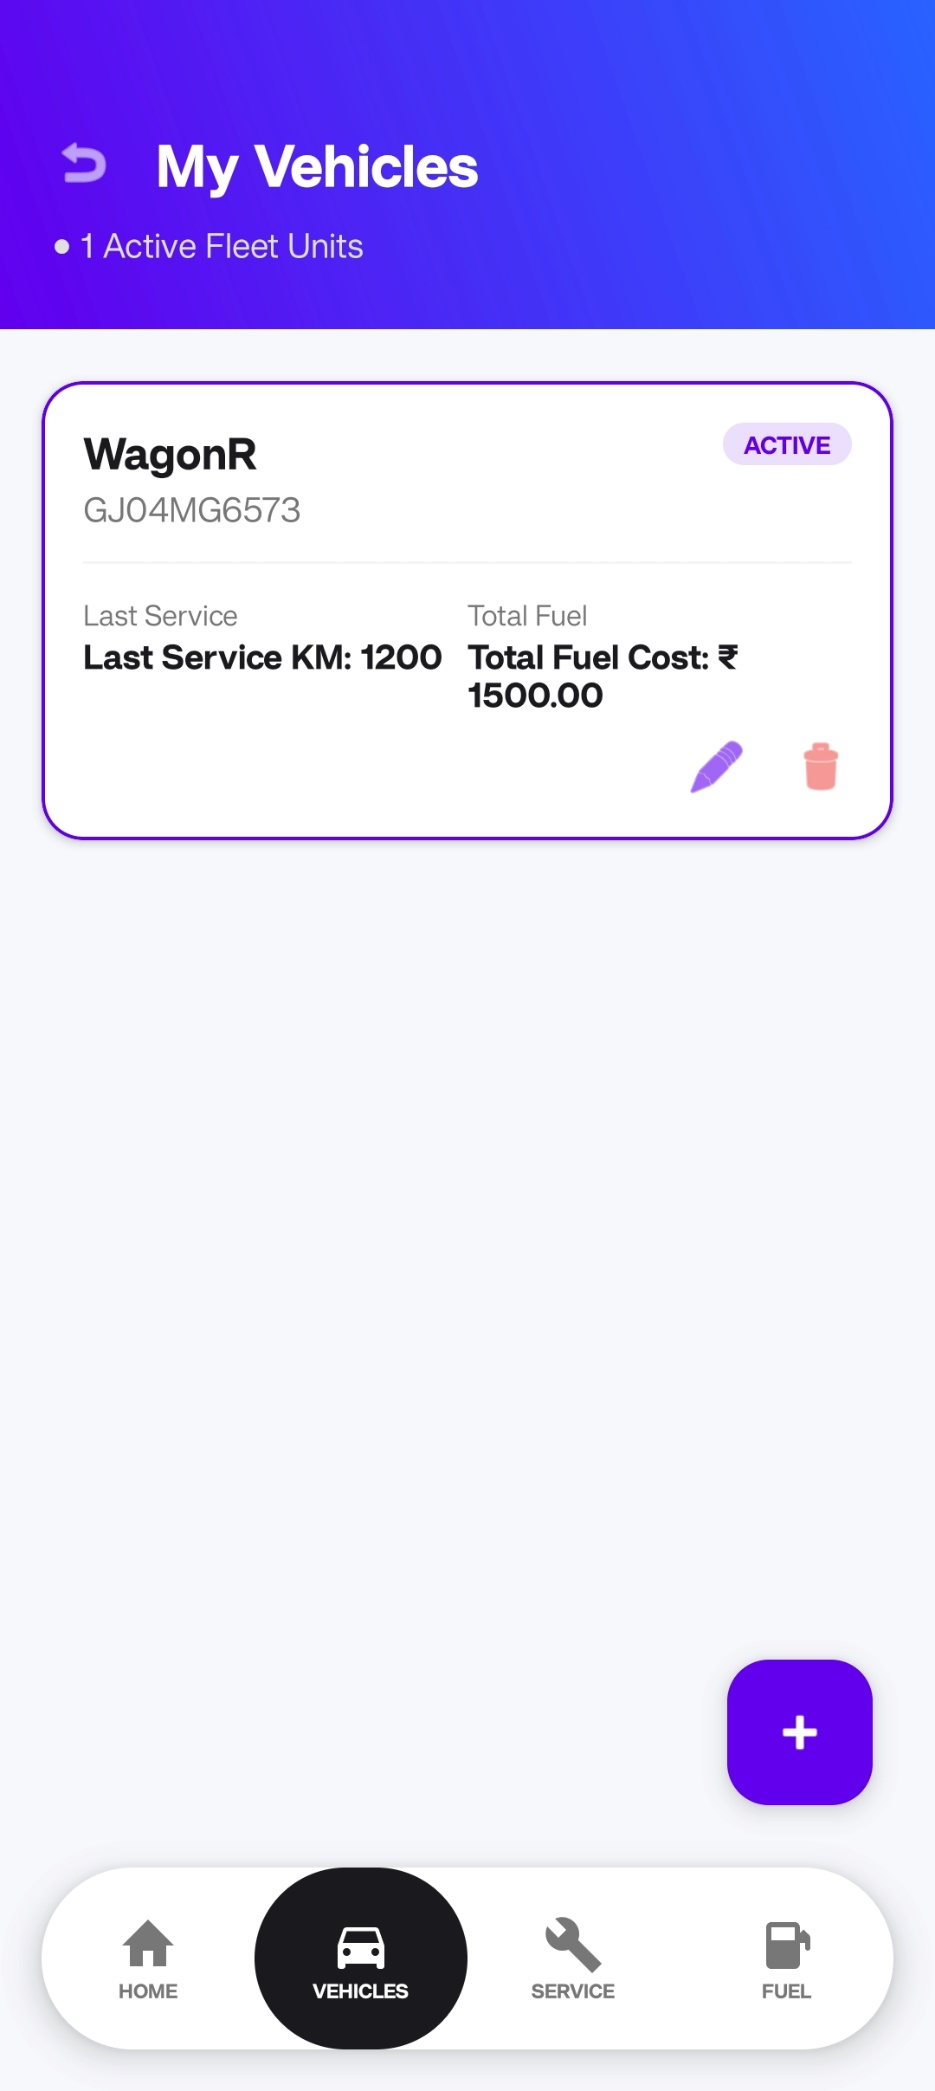 My Vehicles
1 Active Fleet Units
WagonR
ACTIVE
GJ04MG6573
Last Service
Last Service KM: 1200
Total Fuel
Total Fuel Cost: ₹
1500.00
HOME
VEHICLES
SERVICE
FUEL